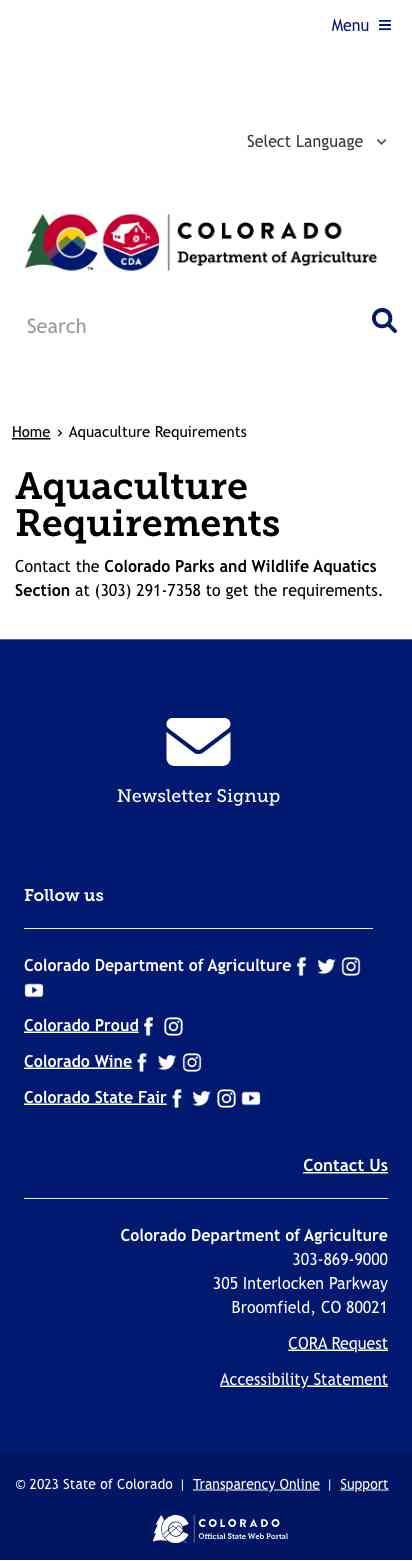 Menu
Select Language
CDA
COLORADO
Department of Agriculture
Search
Home › Aquaculture Requirements
Aquaculture
Requirements
Contact the Colorado Parks and Wildlife Aquatics
Section at (303) 291-7358 to get the requirements.
Newsletter Signup
Follow us
Colorado Department of Agriculture
Colorado Proud
Colorado Wine
Colorado State Fair
Contact Us
Colorado Department of Agriculture
303-869-9000
305 Interlocken Parkway
Broomfield, CO 80021
CORA Request
Accessibility Statement
© 2023 State of Colorado | Transparency Online | Support
COLORADO
Official State Web Portal